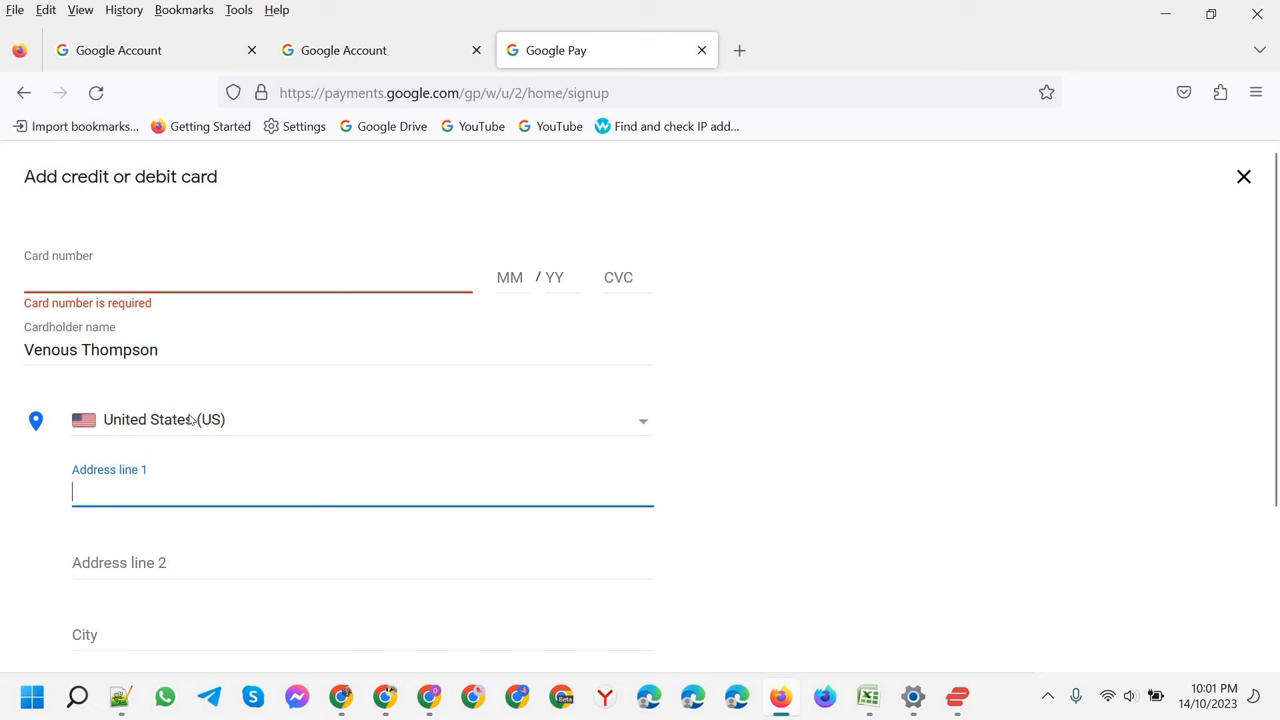 File Edit View History Bookmarks Tools Help
Google Account Google Account Google Pay
https://payments.google.com/gp/w/u/2/home/signup
Import bookmarks... Getting Started Settings Google Drive YouTube YouTube Find and check IP add...
Add credit or debit card
Card number
MM / YY CVC
Card number is required
Cardholder name
Venous Thompson
United States (US)
Address line 1
Address line 2
City
10:01 PM
14/10/2023